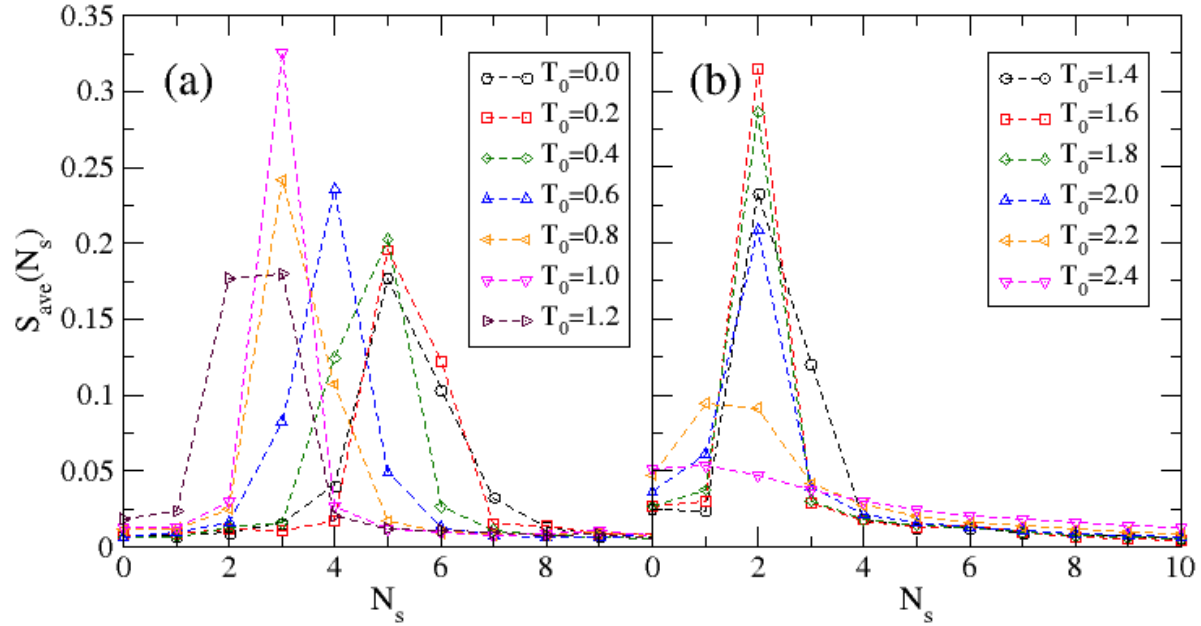 0.35
0.3
0.25
0.2
0.15
0.1
0.05
0
S_ave(N_s)
(a)
T_0=0.0
T_0=0.2
T_0=0.4
T_0=0.6
T_0=0.8
T_0=1.0
T_0=1.2
0 2 4 6 8
N_s
(b)
T_0=1.4
T_0=1.6
T_0=1.8
T_0=2.0
T_0=2.2
T_0=2.4
0 2 4 6 8 10
N_s